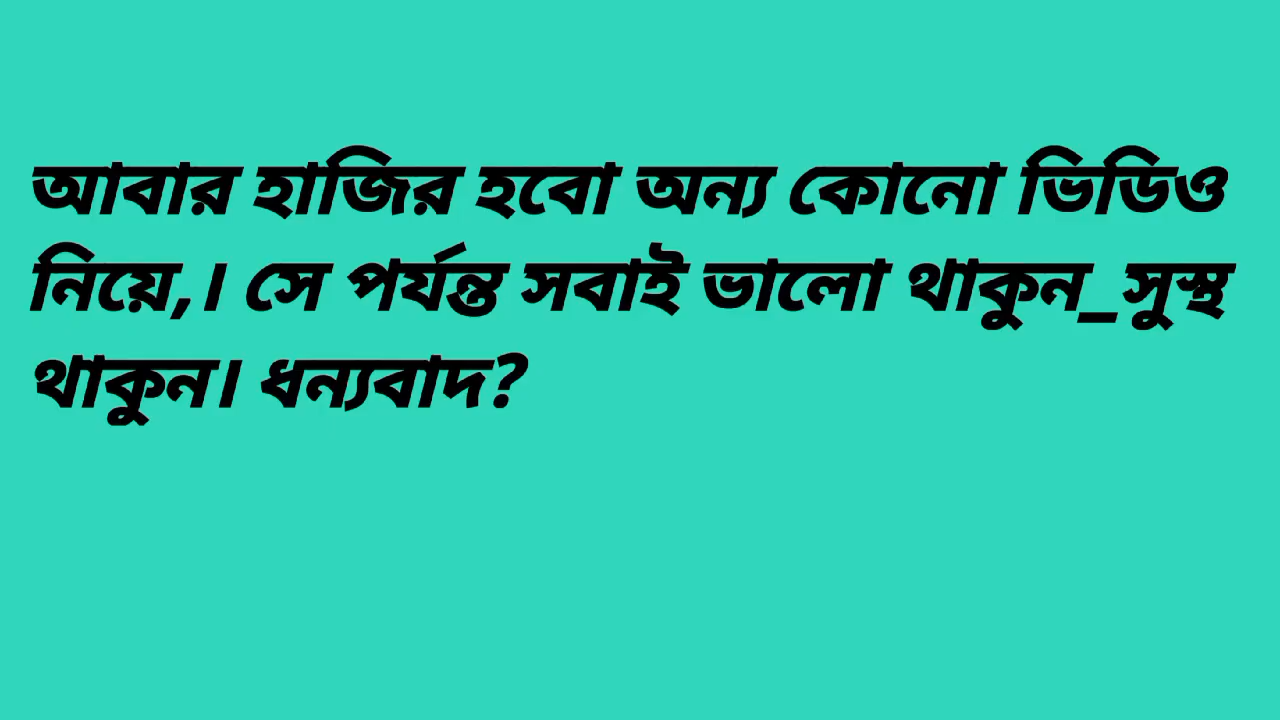 আবার হাজির হবো অন্য কোনো ভিডিও
নিয়ে,। সে পর্যন্ত সবাই ভালো থাকুন_সুস্থ
থাকুন। ধন্যবাদ?